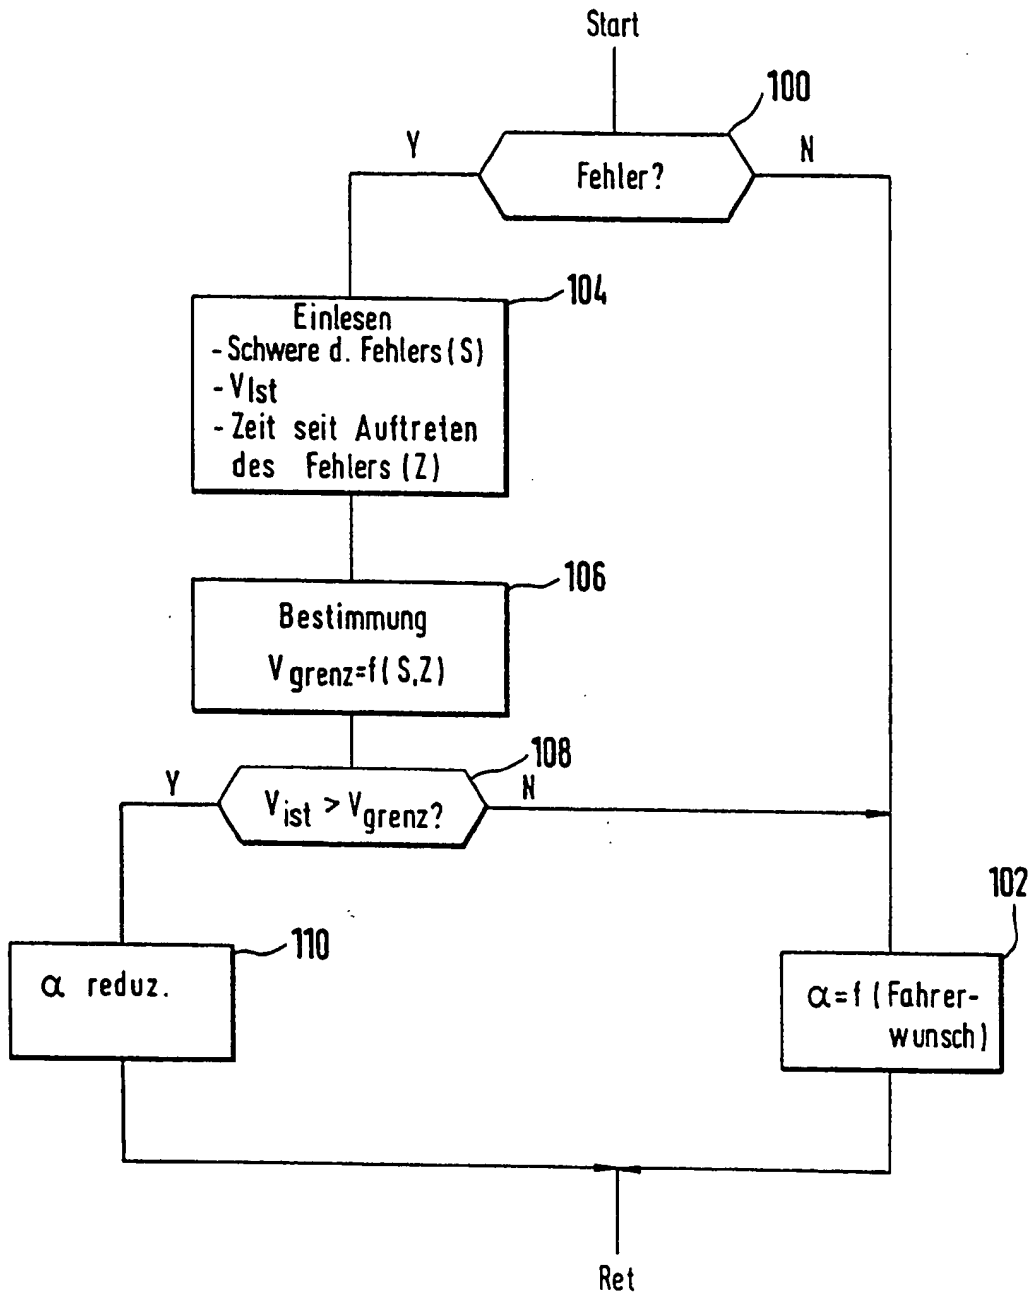 Start
100
Y
N
Fehler?
104
Einlesen
- Schwere d. Fehlers (S)
- VIst
- Zeit seit Auftreten
des Fehlers (Z)
106
Bestimmung
Vgrenz=f(S,Z)
108
Y
N
Vist > Vgrenz?
102
110
α reduz.
α=f (Fahrer-
wunsch)
Ret